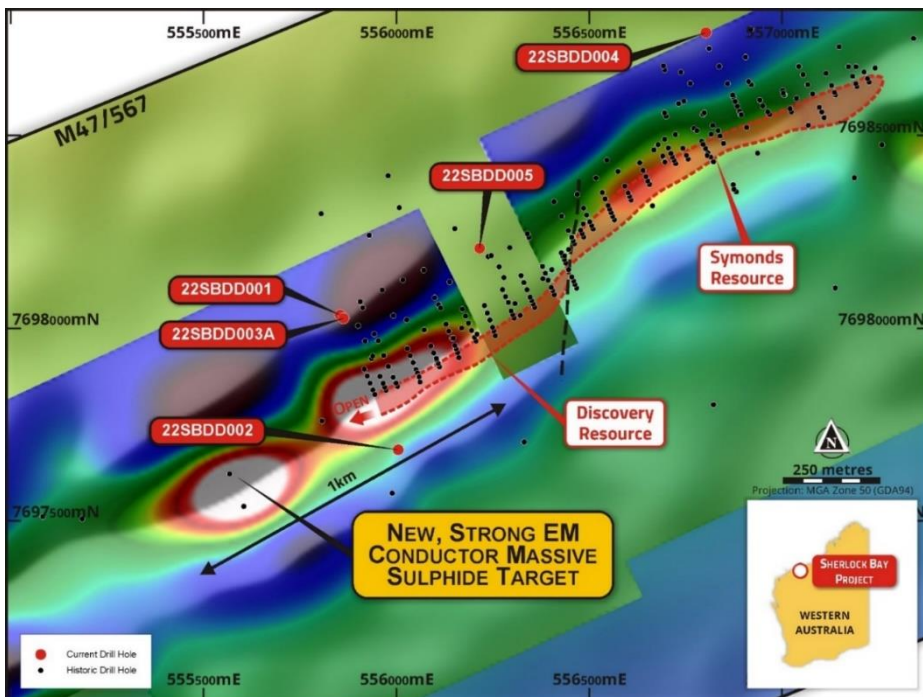 555500mE
556000mE
556500mE
557000mE
22SBDD004
M47/567
7698500mN
22SBDD005
Symonds
Resource
22SBDD001
7698000mN
7698000mN
22SBDD003A
OPEN
Discovery
Resource
22SBDD002
1km
N
250 metres
Projection: MGA Zone 50 (GDA94)
7697500mN
NEW, STRONG EM
CONDUCTOR MASSIVE
SULPHIDE TARGET
SHERLOCK BAY
PROJECT
WESTERN
AUSTRALIA
Current Drill Hole
Historic Drill Hole
555500mE
556000mE
556500mE